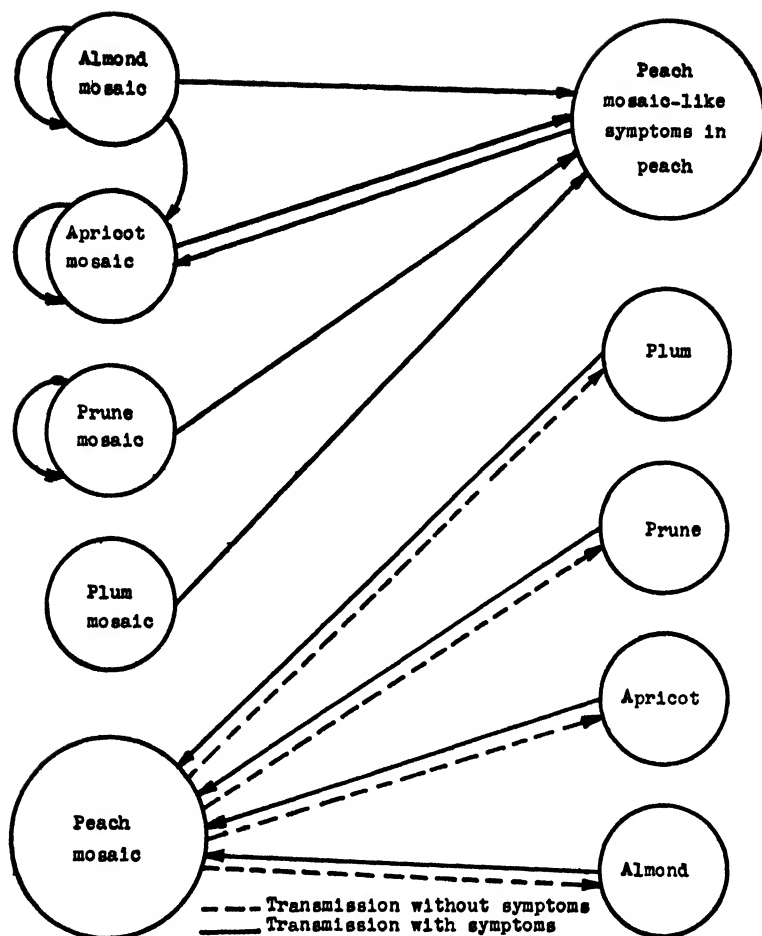 Almond
mosaic
Peach
mosaic-like
symptoms in
peach
Apricot
mosaic
Plum
Prune
mosaic
Prune
Plum
mosaic
Apricot
Peach
mosaic
Almond
Transmission without symptoms
Transmission with symptoms